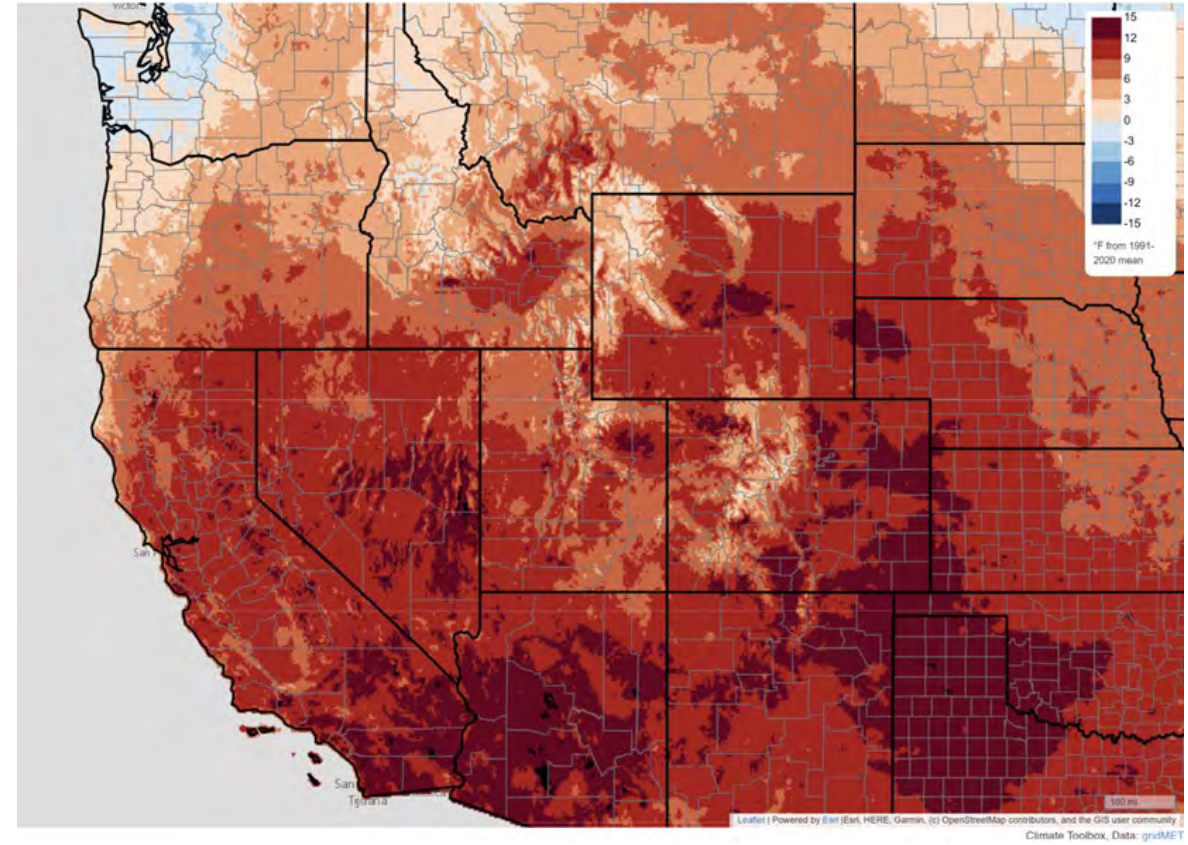 Victor
15
12
9
6
3
0
-3
-6
-9
-12
-15
°F from 1991-
2020 mean
San
San
Tijuana
100 mi
Leaflet | Powered by Esri |Esri, HERE, Garmin, (c) OpenStreetMap contributors, and the GIS user community
Climate Toolbox, Data: gridMET